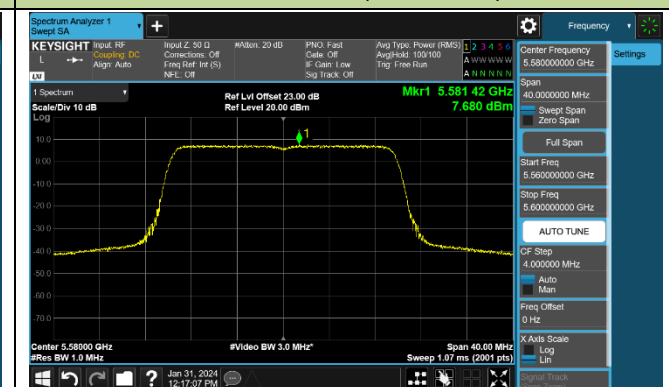 Spectrum Analyzer 1
Swept SA
+
Frequency
KEYSIGHT
L
Input: RF
Coupling: DC
Align: Auto
Input Z: 50 Ω
Corrections: Off
Freq Ref: Int (S)
NFE: Off
#Atten: 20 dB
PNO: Fast
Gate: Off
IF Gain: Low
Sig Track: Off
Avg Type: Power (RMS)
Avg|Hold: 100/100
Trig: Free Run
1 2 3 4 5 6
A W W W W W
A N N N N N
LXI
1 Spectrum
Scale/Div 10 dB
Log
Ref Lvl Offset 23.00 dB
Ref Level 20.00 dBm
Mkr1 5.581 42 GHz
7.680 dBm
1
10.0
0.00
-10.0
-20.0
-30.0
-40.0
-50.0
-60.0
-70.0
Center 5.58000 GHz
#Res BW 1.0 MHz
#Video BW 3.0 MHz*
Span 40.00 MHz
Sweep 1.07 ms (2001 pts)
Center Frequency
5.580000000 GHz
Settings
Span
40.0000000 MHz
Swept Span
Zero Span
Full Span
Start Freq
5.560000000 GHz
Stop Freq
5.600000000 GHz
AUTO TUNE
CF Step
4.000000 MHz
Auto
Man
Freq Offset
0 Hz
X Axis Scale
Log
Lin
Signal Track
?
Jan 31, 2024
12:17:07 PM